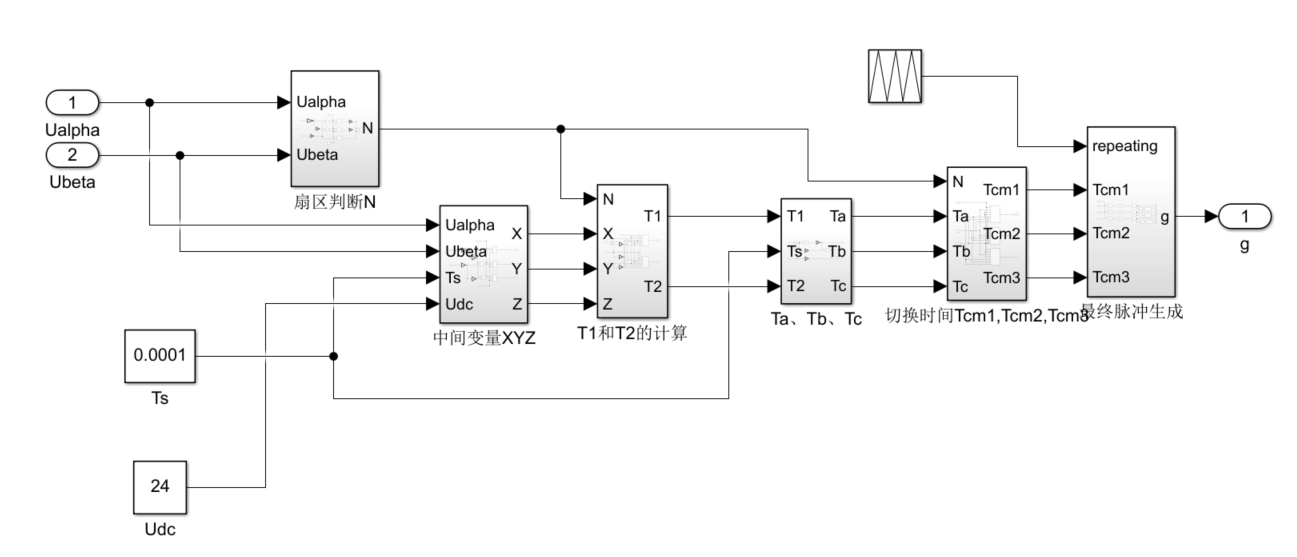 1
Ualpha
2
Ubeta
Ualpha
Ubeta
N
扇区判断N
Ualpha
Ubeta
Ts
Udc
X
Y
Z
中间变量XYZ
0.0001
Ts
24
Udc
N
X
Y
Z
T1
T2
T1和T2的计算
T1
Ts
T2
Ta
Tb
Tc
Ta、Tb、Tc
N
Ta
Tb
Tc
Tcm1
Tcm2
Tcm3
切换时间Tcm1,Tcm2,Tcm3
repeating
Tcm1
Tcm2
Tcm3
g
最终脉冲生成
1
g